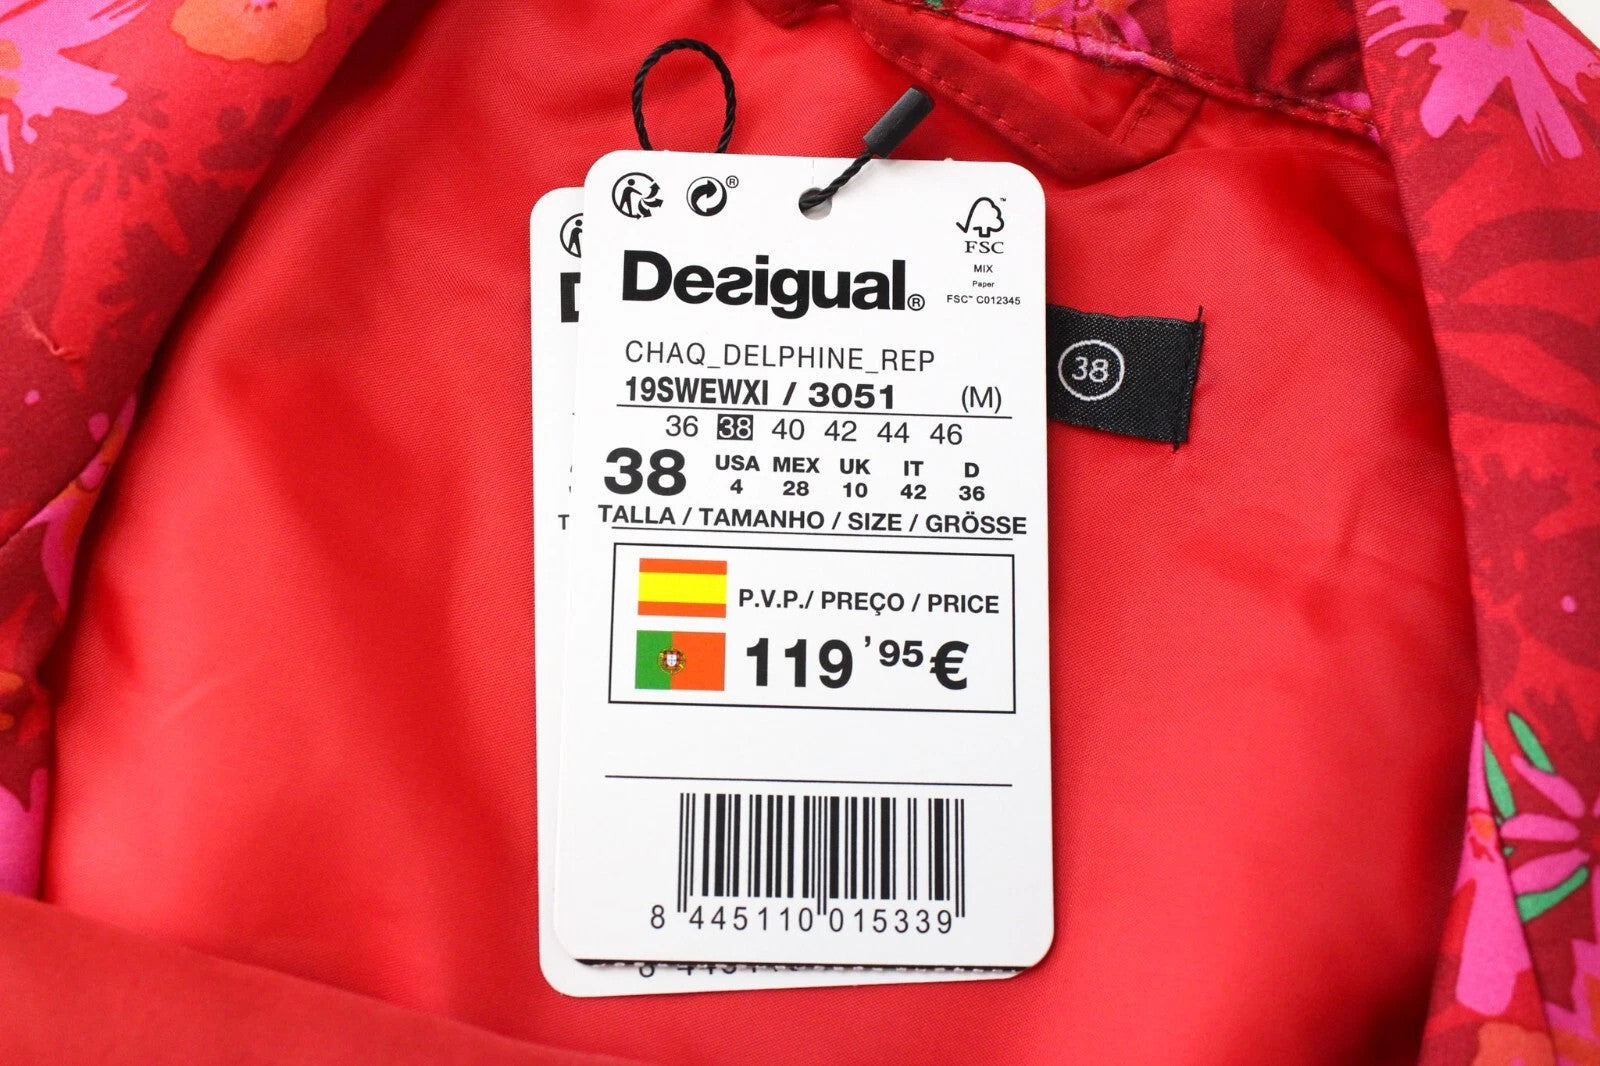 Desigual®
FSC
MIX
Paper
FSC™ C012345
CHAQ_DELPHINE_REP
19SWEWXI / 3051 (M)
36 38 40 42 44 46
38 USA MEX UK IT D
4 28 10 42 36
TALLA / TAMANHO / SIZE / GRÖSSE
P.V.P./ PREÇO / PRICE
119'95€
8 445110 015339
38